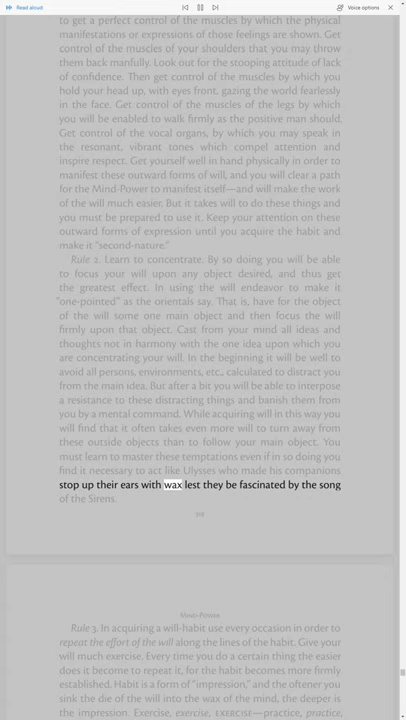 Read aloud
Voice options
to get a perfect control of the muscles by which the physical
manifestations or expressions of those feelings are shown. Get
control of the muscles of your shoulders that you may throw
them back manfully. Look out for the stooping attitude of lack
of confidence. Then get control of the muscles by which you
hold your head up, with eyes front, gazing the world fearlessly
in the face. Get control of the muscles of the legs by which
you will be enabled to walk firmly as the positive man should.
Get control of the vocal organs, by which you may speak in
the resonant, vibrant tones which compel attention and
inspire respect. Get yourself well in hand physically in order to
manifest these outward forms of will, and you will clear a path
for the Mind-Power to manifest itself—and will make the work
of the will much easier. But it takes will to do these things and
you must be prepared to use it. Keep your attention on these
outward forms of expression until you acquire the habit and
make it “second-nature.”
Rule 2. Learn to concentrate. By so doing you will be able
to focus your will upon any object desired, and thus get
the greatest effect. In using the will endeavor to make it
“one-pointed” as the orientals say. That is, have for the object
of the will some one main object and then focus the will
firmly upon that object. Cast from your mind all ideas and
thoughts not in harmony with the one idea upon which you
are concentrating your will. In the beginning it will be well to
avoid all persons, environments, etc., calculated to distract you
from the main idea. But after a bit you will be able to interpose
a resistance to these distracting things and banish them from
you by a mental command. While acquiring will in this way you
will find that it often takes even more will to turn away from
these outside objects than to follow your main object. You
must learn to master these temptations even if in so doing you
find it necessary to act like Ulysses who made his companions
stop up their ears with wax lest they be fascinated by the song
of the Sirens.
Mind-Power
Rule 3. In acquiring a will-habit use every occasion in order to
repeat the effort of the will along the lines of the habit. Give your
will much exercise. Every time you do a certain thing the easier
does it become to repeat it, for the habit becomes more firmly
established. Habit is a form of “impression,” and the oftener you
sink the die of the will into the wax of the mind, the deeper is
the impression. Exercise, exercise, EXERCISE—practice, practice,